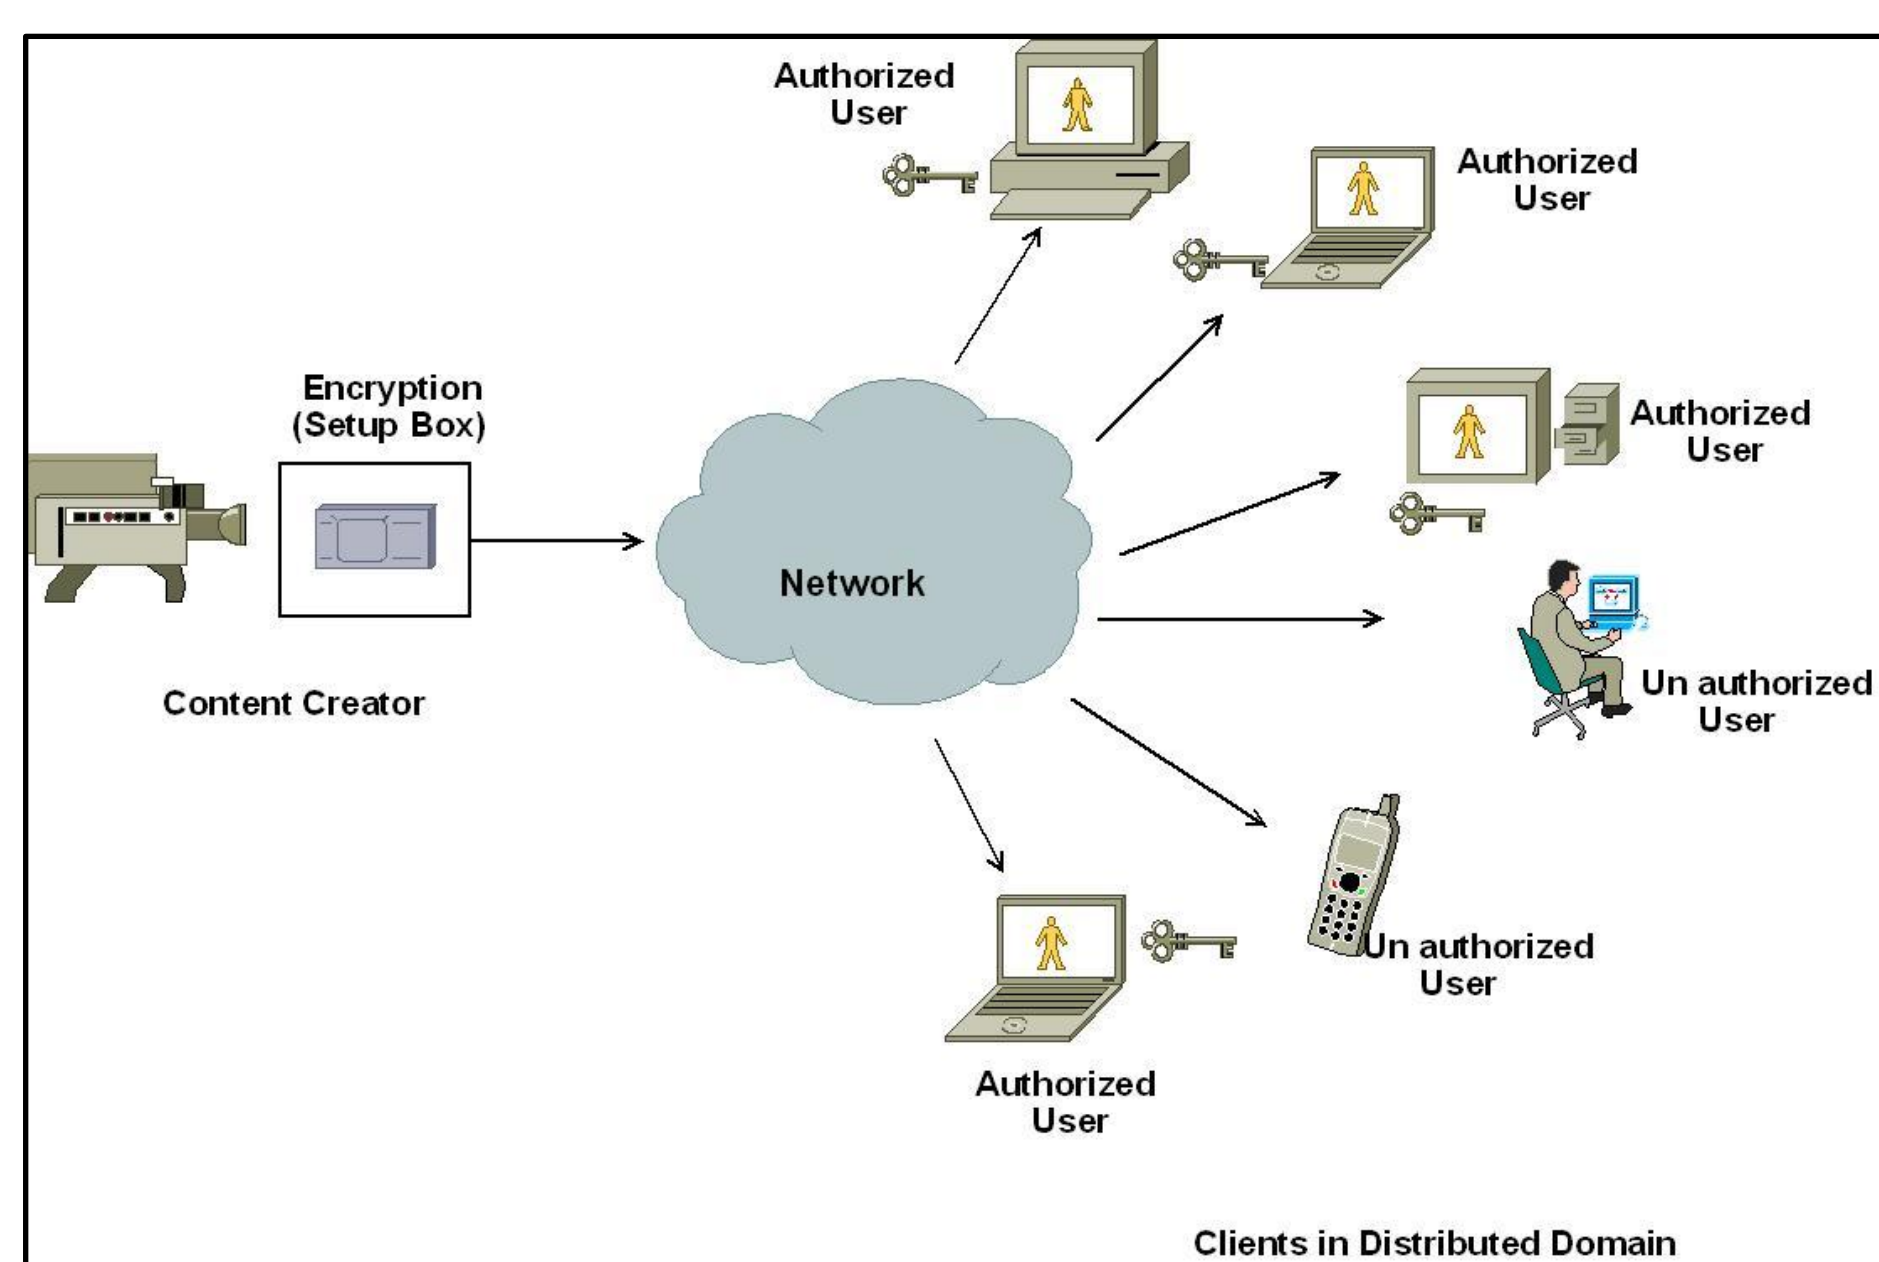 Authorized
User
Authorized
User
Encryption
(Setup Box)
Authorized
User
Network
Content Creator
Un authorized
User
Un authorized
User
Authorized
User
Clients in Distributed Domain